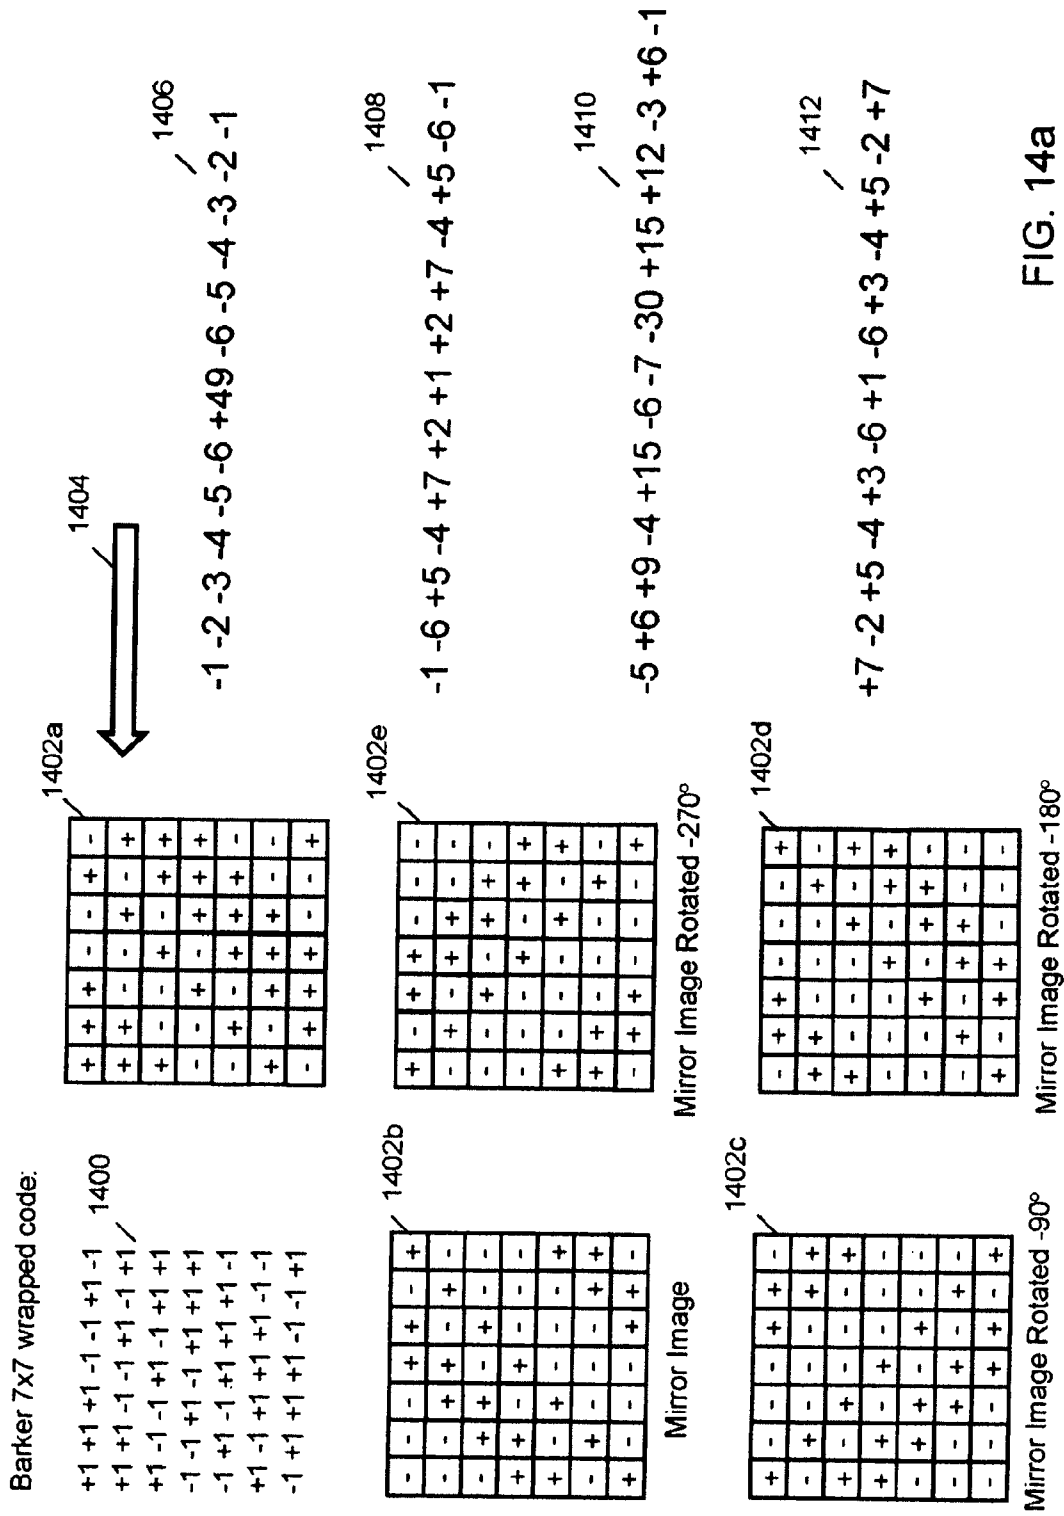 Barker 7x7 wrapped code:
+1 +1 +1 -1 -1 +1 -1
+1 +1 -1 -1 +1 -1 +1
+1 -1 -1 +1 -1 +1 +1
-1 -1 +1 -1 +1 +1 +1
-1 +1 -1 +1 +1 +1 -1
+1 -1 +1 +1 +1 -1 -1
-1 +1 +1 +1 -1 -1 +1
1400
1402a
+ + + - - + -
+ + - - + - +
+ - - + - + +
- - + - + + +
- + - + + + -
+ - + + + - -
- + + + - - +
1404
1406
-1 -2 -3 -4 -5 -6 +49 -6 -5 -4 -3 -2 -1
1402b
- - - + + - +
- - + + - + -
- + + - + - -
+ + - + - - -
+ - + - - - +
- + - - - + +
+ - - - + + -
Mirror Image
1402e
+ - + + - - -
- + - + + - -
- - + - + + -
- - - + - + +
+ - - - + - +
+ + - - - + -
- + + - - - +
Mirror Image Rotated -270°
1408
-1 -6 +5 -4 +7 +2 +1 +2 +7 -4 +5 -6 -1
1410
-5 +6 +9 -4 +15 -6 -7 -30 +15 +12 -3 +6 -1
1402c
+ - - - + + -
- + - - - + +
+ - + - - - +
+ + - + - - -
- + + - + - -
- - + + - + -
- - - + + - +
Mirror Image Rotated -90°
1402d
- + + - - - +
+ + - - - + -
+ - - - + - +
- - - + - + +
- - + - + + -
- + - + + - -
+ - + + - - -
Mirror Image Rotated -180°
1412
+7 -2 +5 -4 +3 -6 +1 -6 +3 -4 +5 -2 +7
FIG. 14a